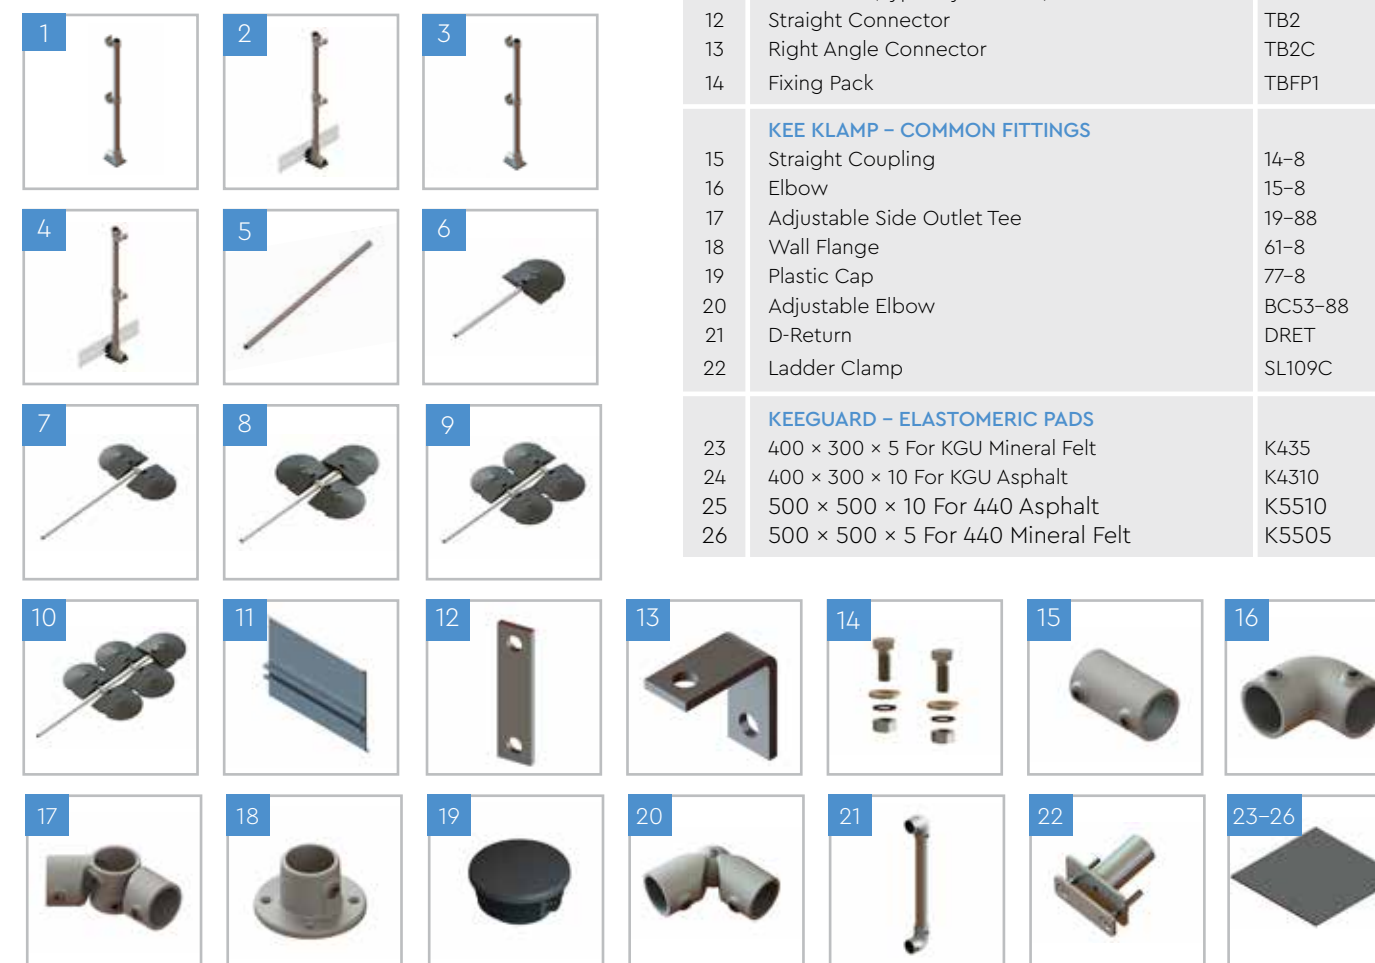 1
2
3
12 Straight Connector TB2
13 Right Angle Connector TB2C
14 Fixing Pack TBFP1
KEE KLAMP – COMMON FITTINGS
15 Straight Coupling 14–8
16 Elbow 15–8
17 Adjustable Side Outlet Tee 19–88
18 Wall Flange 61–8
19 Plastic Cap 77–8
20 Adjustable Elbow BC53–88
21 D-Return DRET
22 Ladder Clamp SL109C
KEEGUARD – ELASTOMERIC PADS
23 400 × 300 × 5 For KGU Mineral Felt K435
24 400 × 300 × 10 For KGU Asphalt K4310
25 500 × 500 × 10 For 440 Asphalt K5510
26 500 × 500 × 5 For 440 Mineral Felt K5505
4
5
6
7
8
9
10
11
12
13
14
15
16
17
18
19
20
21
22
23–26